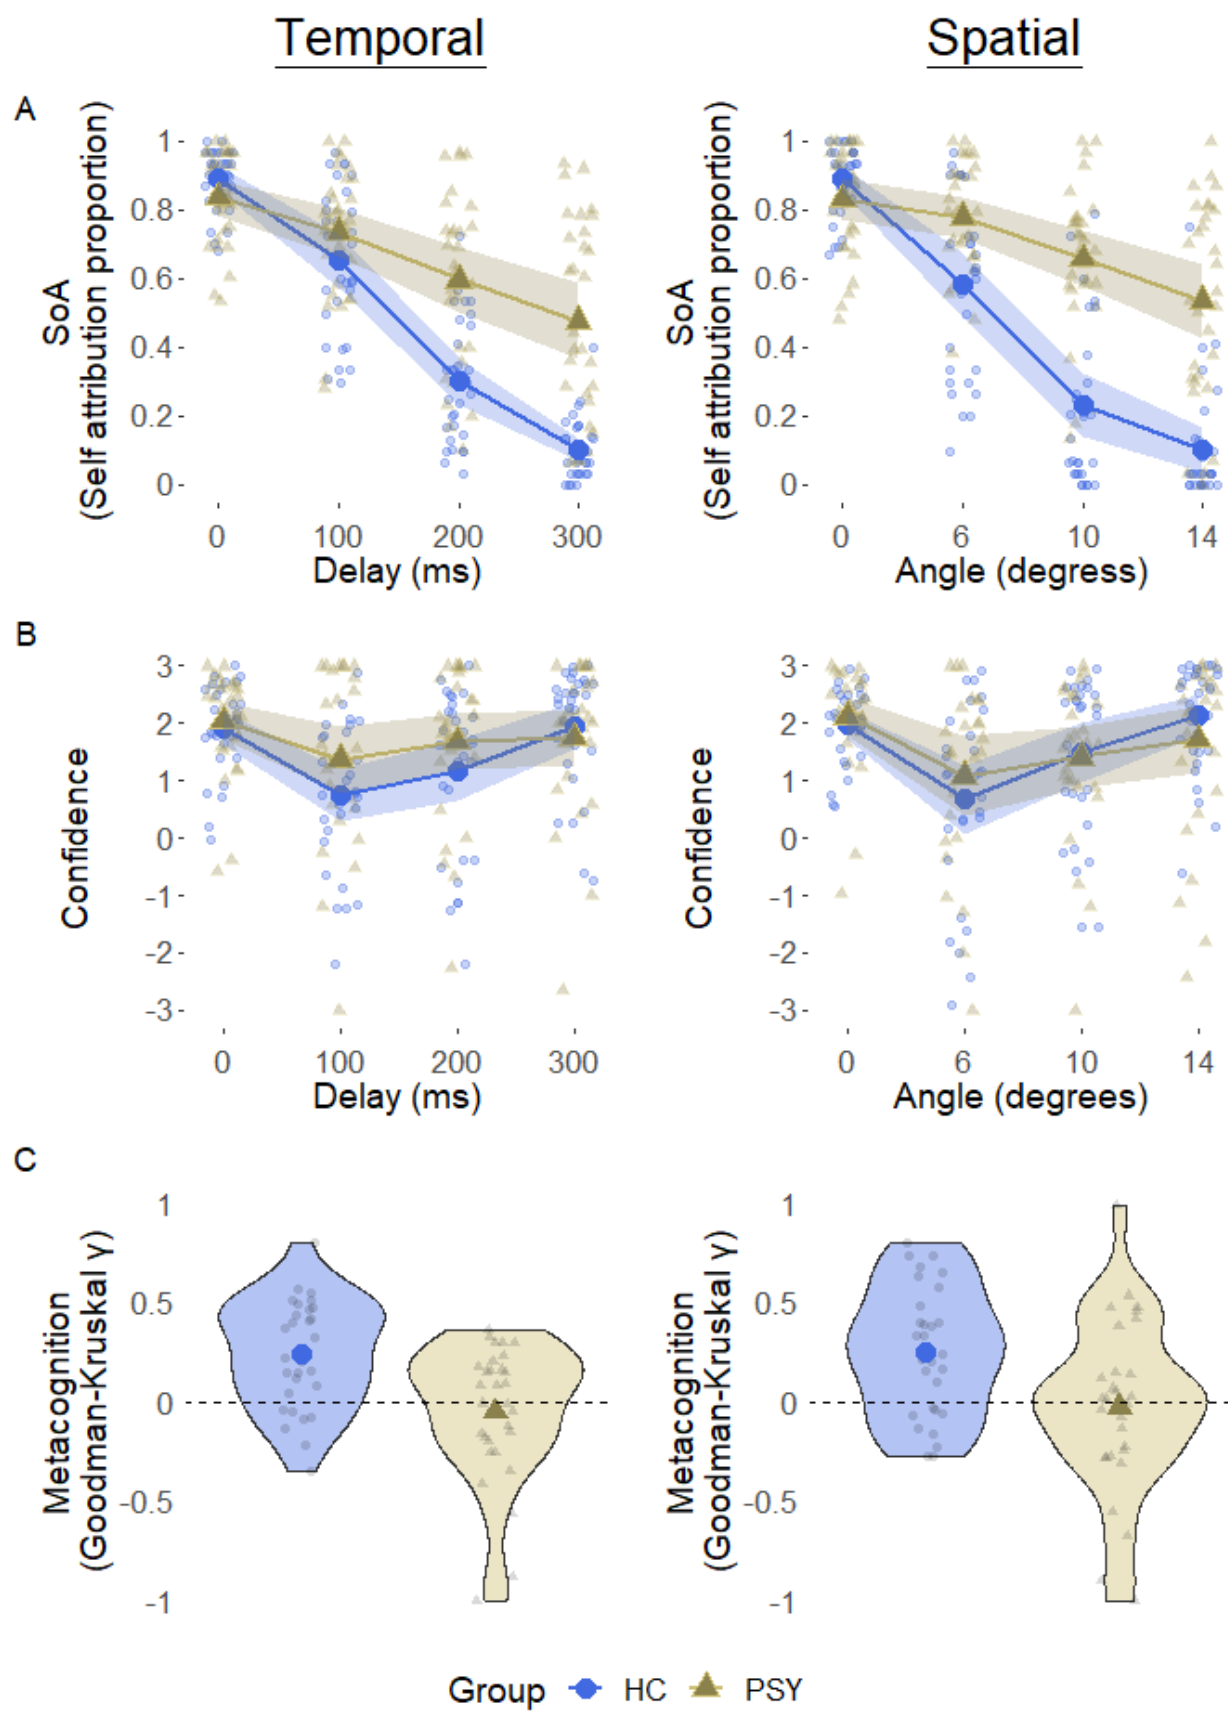 Temporal
Spatial
A
SoA
(Self attribution proportion)
1
0.8
0.6
0.4
0.2
0
0 100 200 300
Delay (ms)
SoA
(Self attribution proportion)
1
0.8
0.6
0.4
0.2
0
0 6 10 14
Angle (degress)
B
Confidence
3
2
1
0
-1
-2
-3
0 100 200 300
Delay (ms)
Confidence
3
2
1
0
-1
-2
-3
0 6 10 14
Angle (degrees)
C
Metacognition
(Goodman-Kruskal γ)
1
0.5
0
-0.5
-1
Metacognition
(Goodman-Kruskal γ)
1
0.5
0
-0.5
-1
Group HC PSY